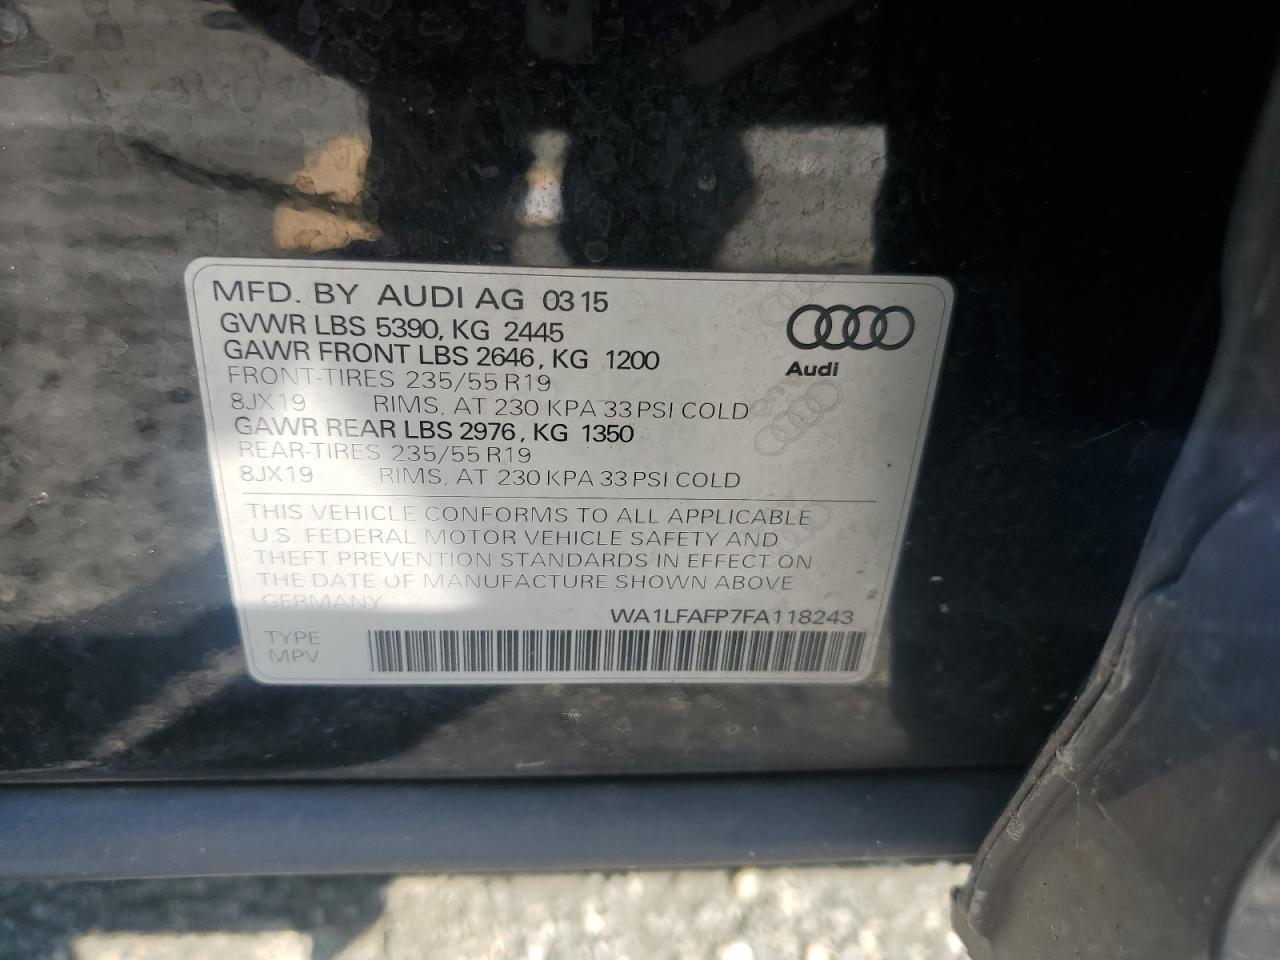 MFD. BY AUDI AG 0315
GVWR LBS 5390, KG 2445
GAWR FRONT LBS 2646, KG 1200
FRONT-TIRES 235/55 R19
8JX19 RIMS, AT 230 KPA 33 PSI COLD
GAWR REAR LBS 2976, KG 1350
REAR-TIRES 235/55 R19
8JX19 RIMS, AT 230 KPA 33 PSI COLD
Audi
THIS VEHICLE CONFORMS TO ALL APPLICABLE
U.S. FEDERAL MOTOR VEHICLE SAFETY AND
THEFT PREVENTION STANDARDS IN EFFECT ON
THE DATE OF MANUFACTURE SHOWN ABOVE
GERMANY
WA1LFAFP7FA118243
TYPE:
MPV